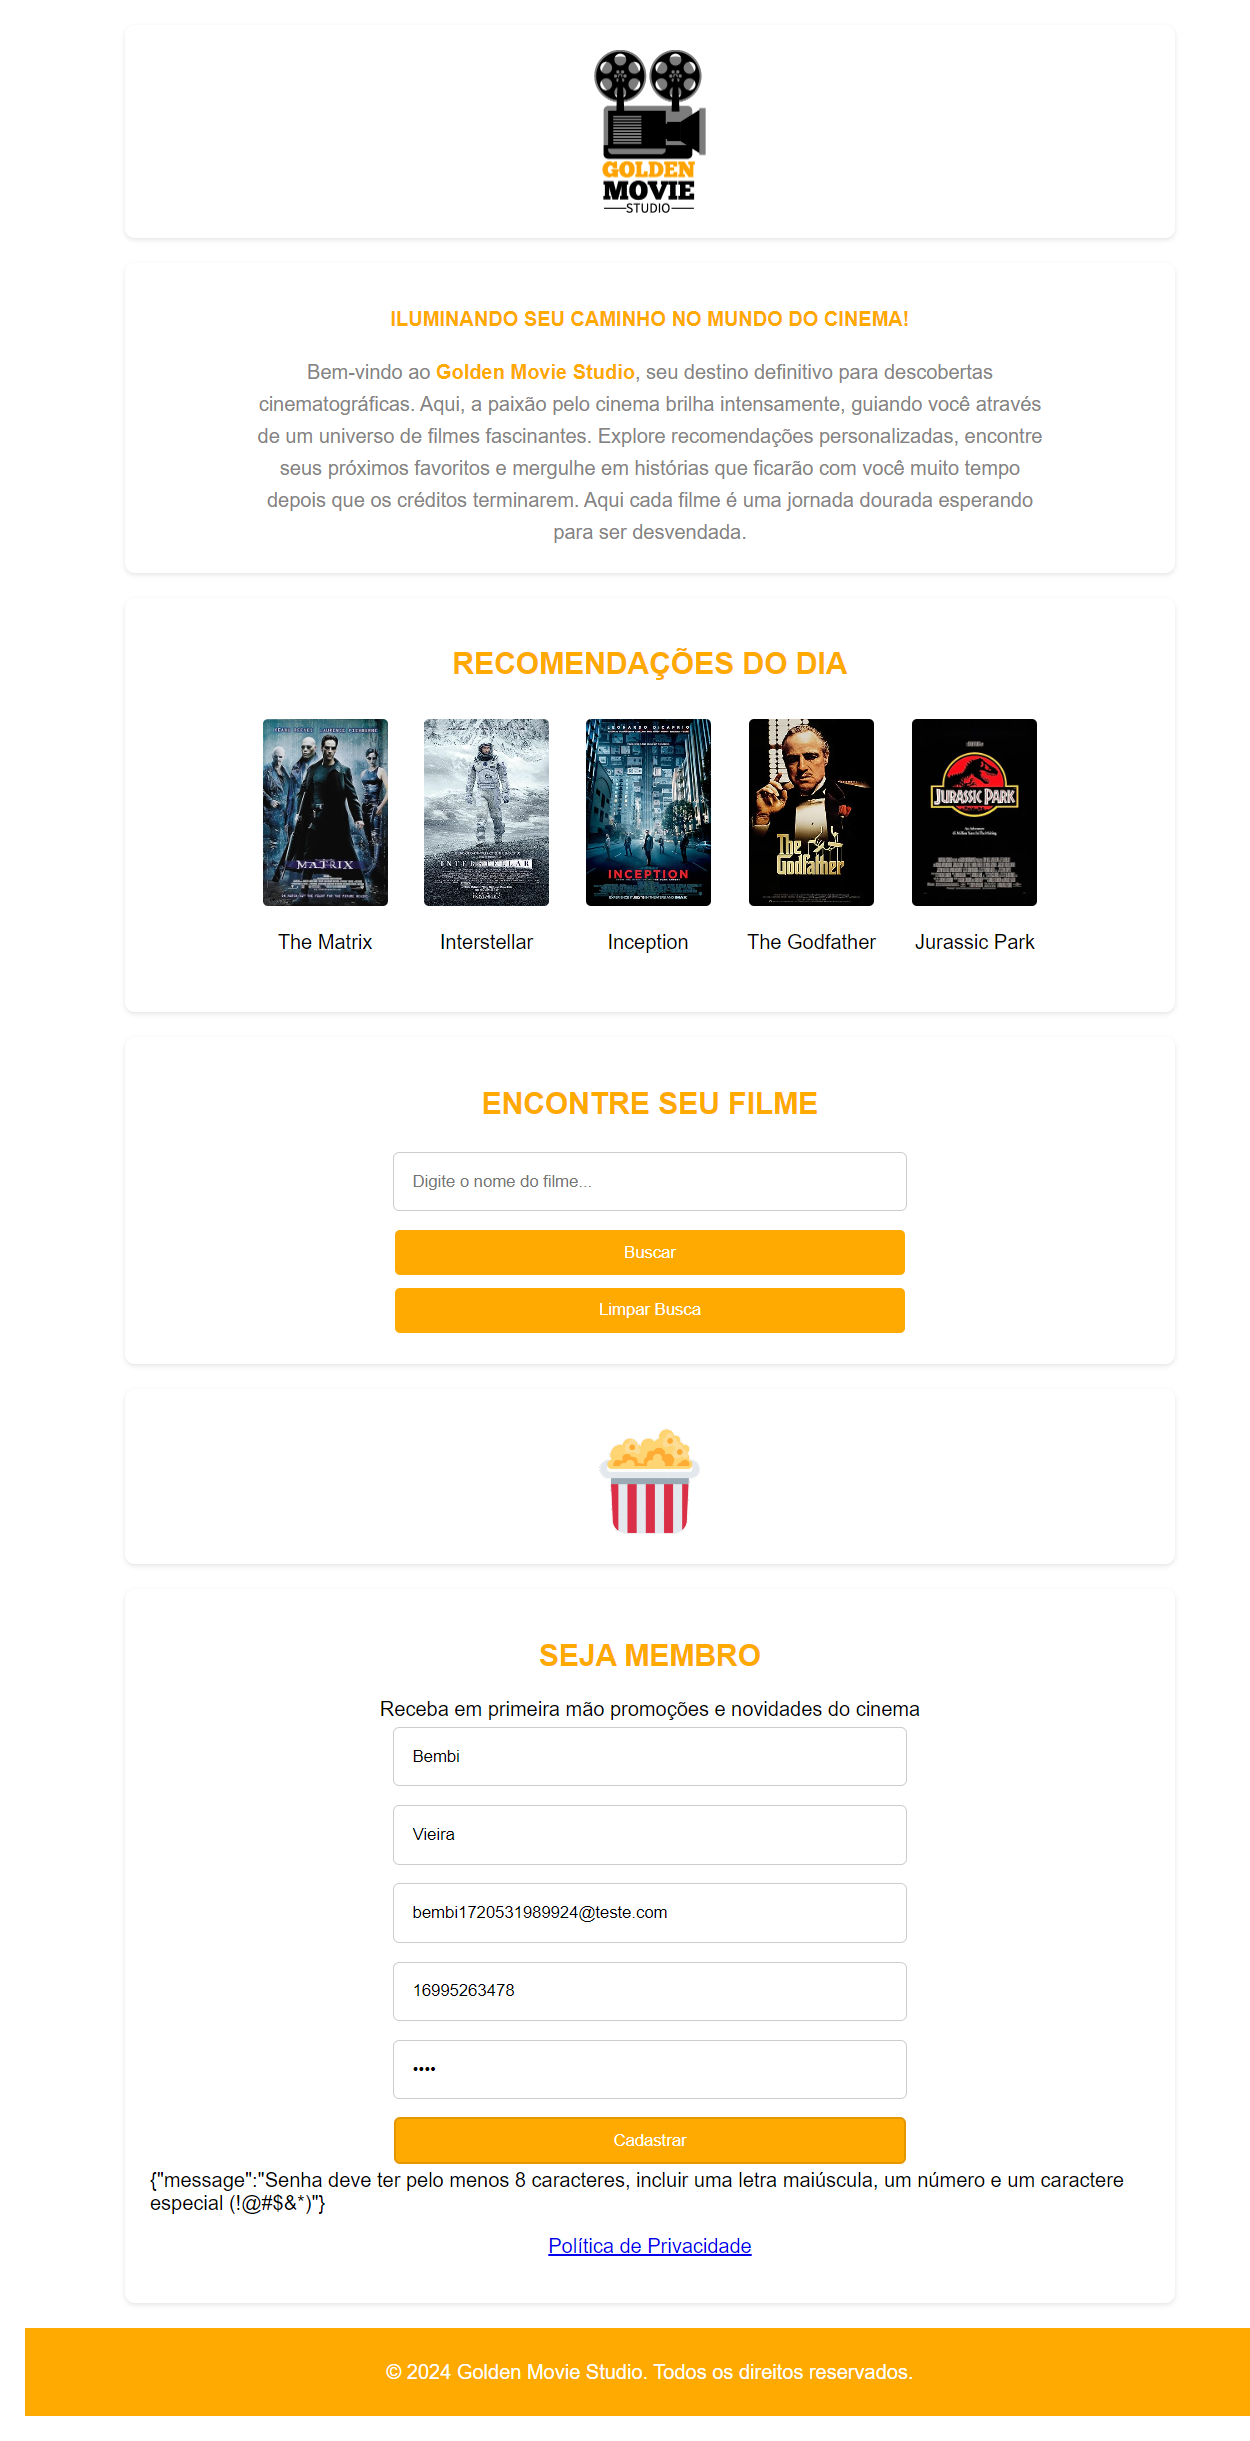 GOLDEN
MOVIE
STUDIO
ILUMINANDO SEU CAMINHO NO MUNDO DO CINEMA!
Bem-vindo ao Golden Movie Studio, seu destino definitivo para descobertas
cinematográficas. Aqui, a paixão pelo cinema brilha intensamente, guiando você através
de um universo de filmes fascinantes. Explore recomendações personalizadas, encontre
seus próximos favoritos e mergulhe em histórias que ficarão com você muito tempo
depois que os créditos terminarem. Aqui cada filme é uma jornada dourada esperando
para ser desvendada.
RECOMENDAÇÕES DO DIA
MATRIX
INTERSTELLAR
LEONARDO DICAPRIO
INCEPTION
The
Godfather
JURASSIC PARK
The Matrix
Interstellar
Inception
The Godfather
Jurassic Park
ENCONTRE SEU FILME
Digite o nome do filme...
Buscar
Limpar Busca
SEJA MEMBRO
Receba em primeira mão promoções e novidades do cinema
Bembi
Vieira
bembi1720531989924@teste.com
16995263478
••••
Cadastrar
{"message":"Senha deve ter pelo menos 8 caracteres, incluir uma letra maiúscula, um número e um caractere
especial (!@#$&*)"}
Política de Privacidade
© 2024 Golden Movie Studio. Todos os direitos reservados.